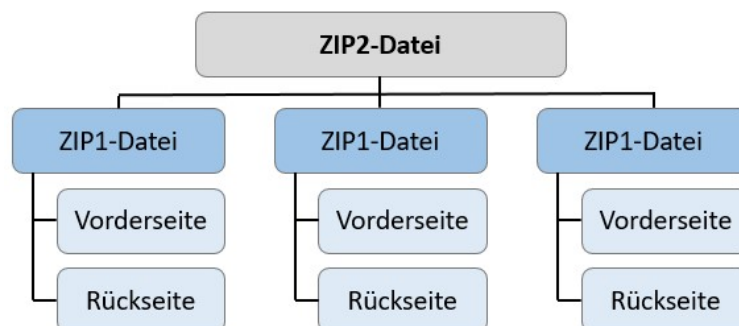 ZIP2-Datei
ZIP1-Datei ZIP1-Datei ZIP1-Datei
Vorderseite Vorderseite Vorderseite
Rückseite Rückseite Rückseite